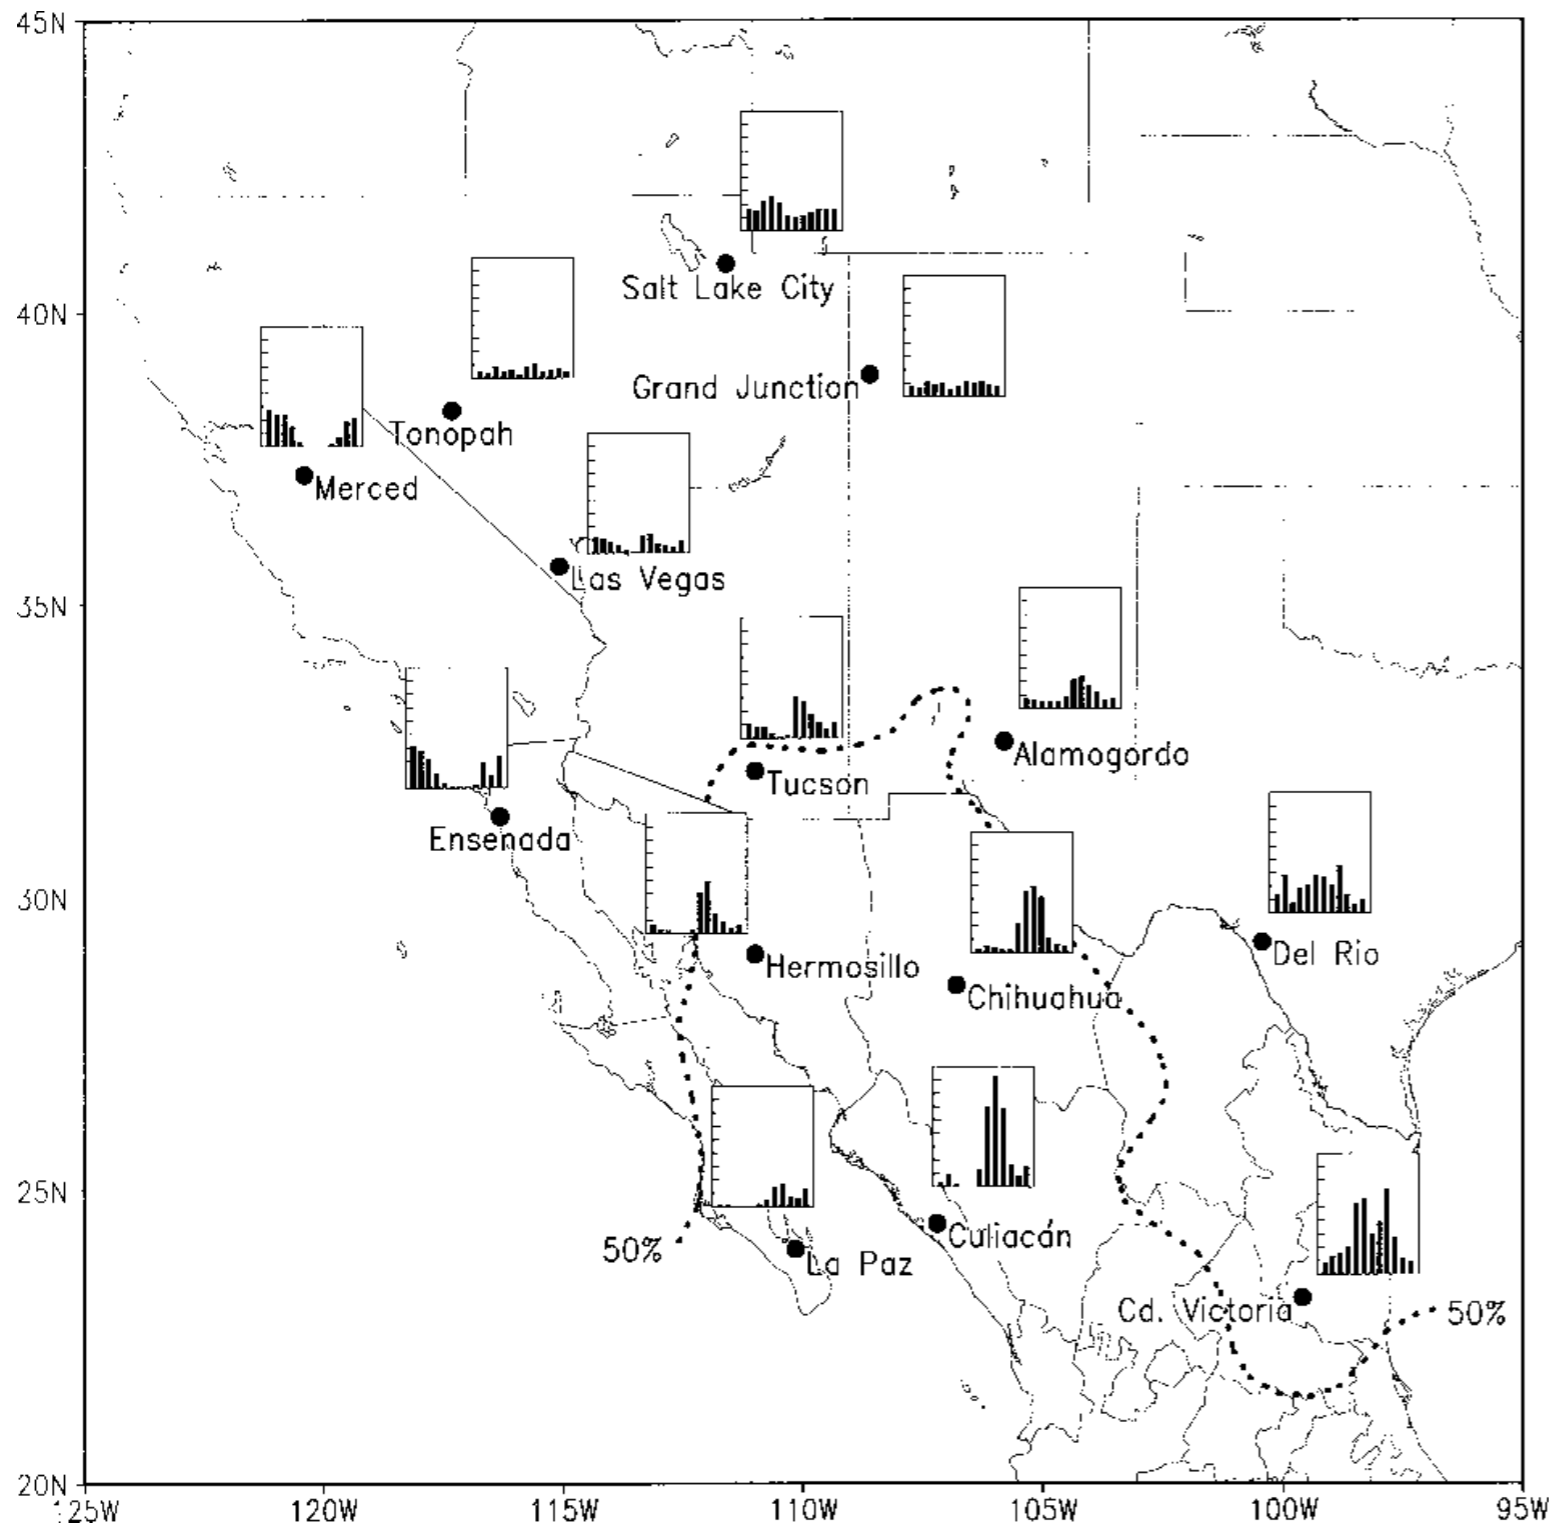 45N
Salt Lake City
40N
Grand Junction
Tonopah
Merced
Las Vegas
35N
Alamogordo
Tucson
Ensenada
30N
Del Rio
Hermosillo
Chihuahua
25N
Culiacán
50%
La Paz
Cd. Victoria
50%
20N
120W
115W
110W
105W
100W
95W